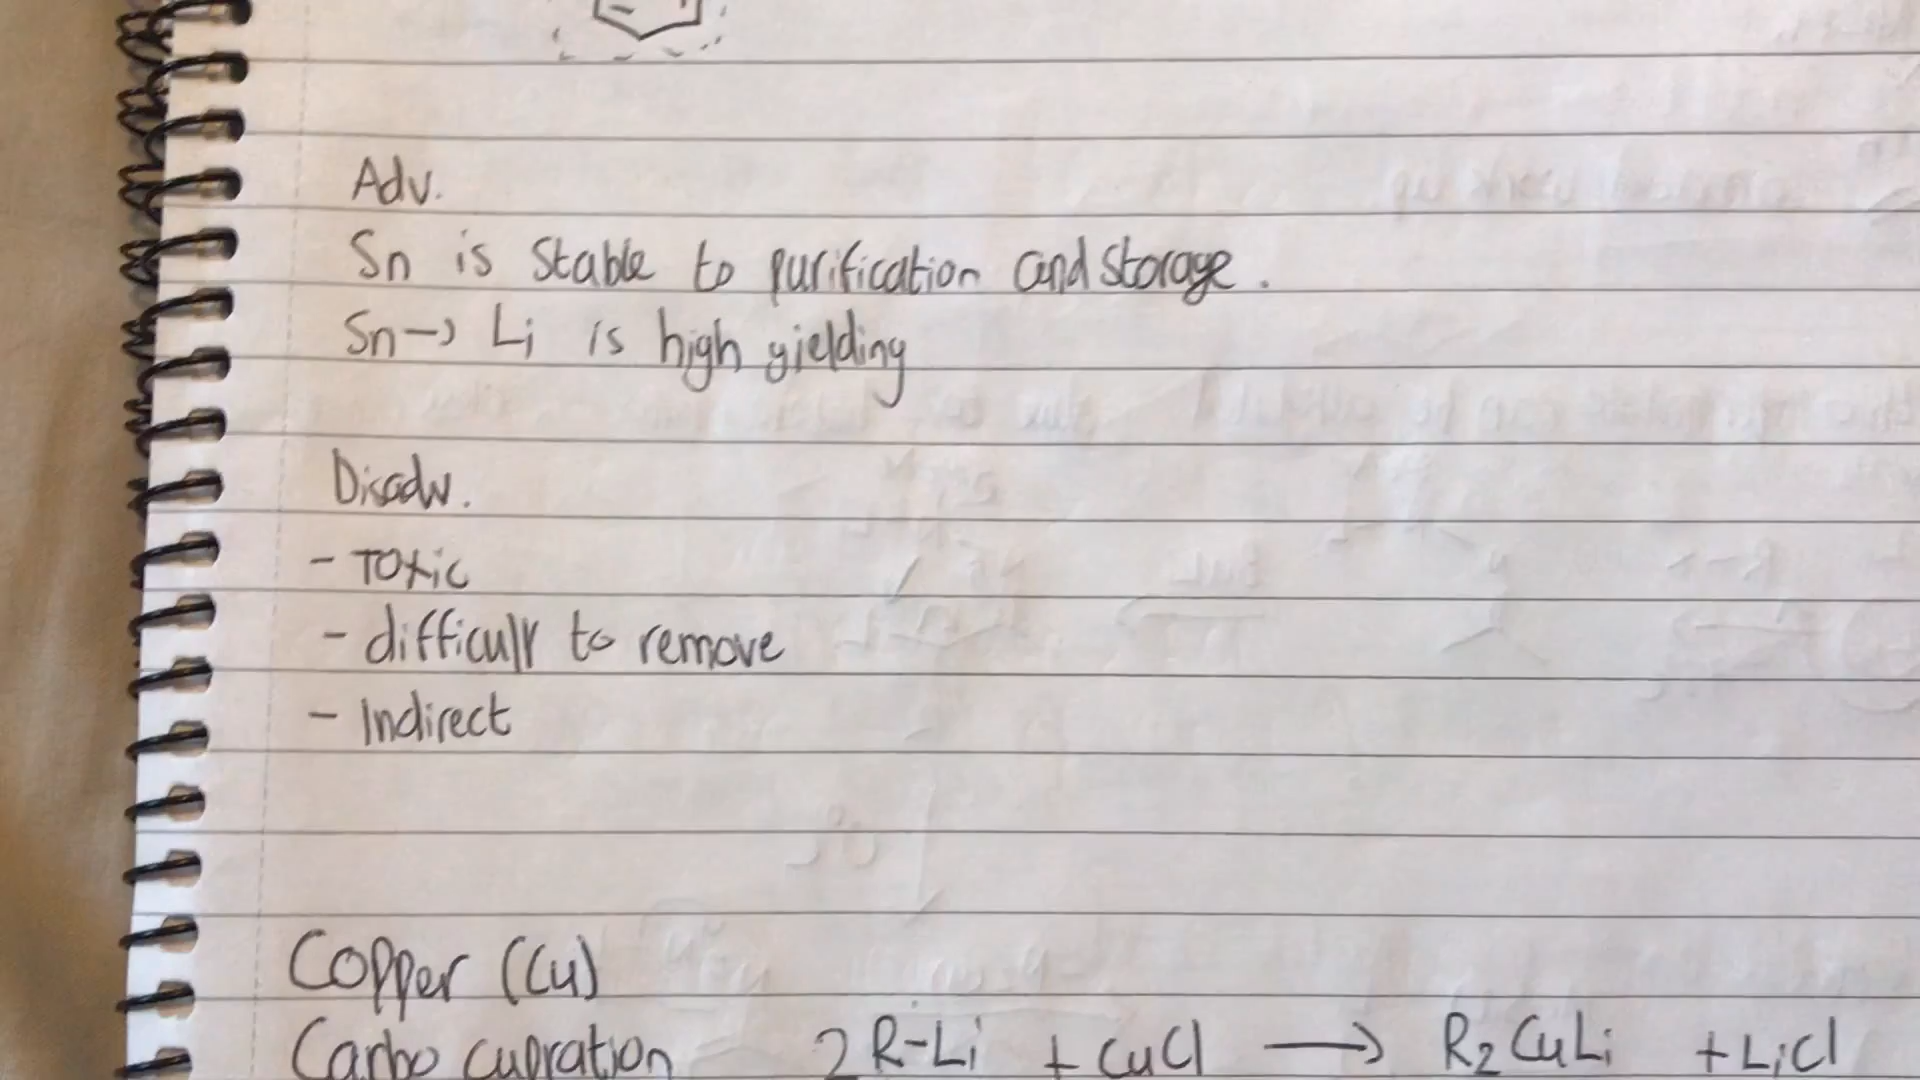 Adv.
Sn is stable to purification and storage.
Sn → Li is high yielding
Disadv.
- Toxic
- difficult to remove
- Indirect
Copper (Cu)
Carbo cupration 2 R-Li + CuCl → R₂CuLi + LiCl